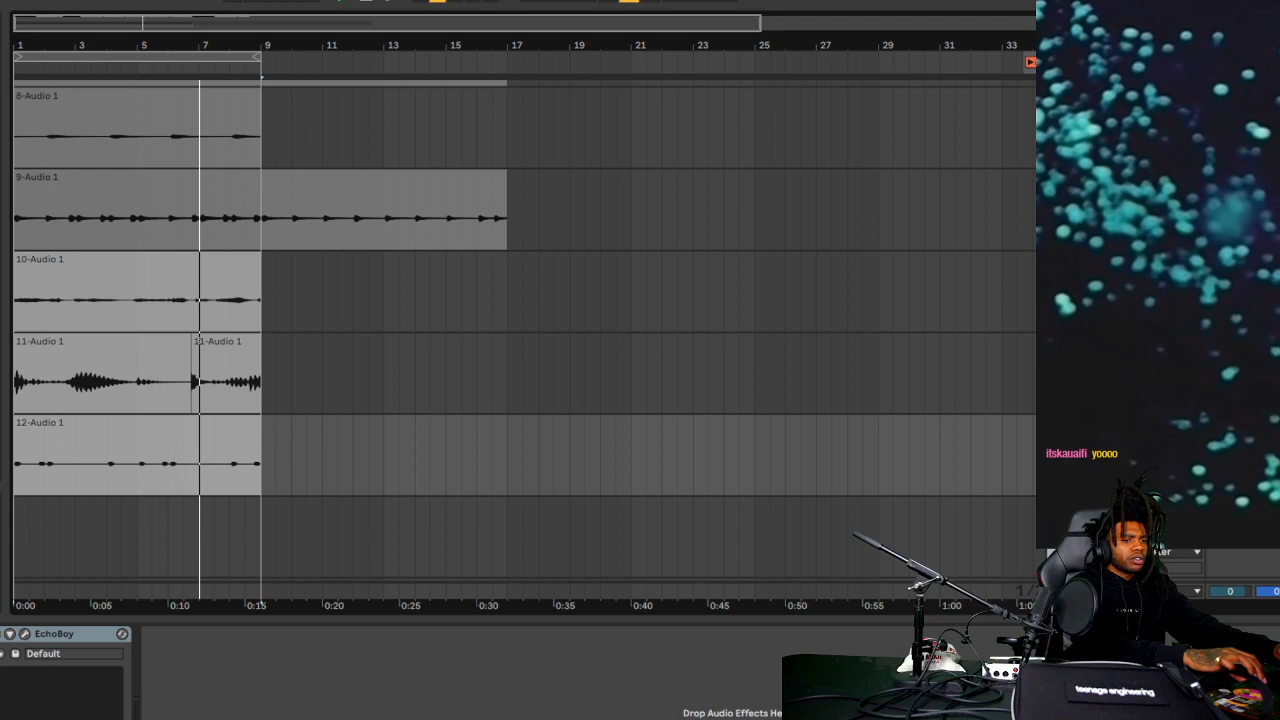 1 3 5 7 9 11 13 15 17 19 21 23 25 27 29 31 33
8-Audio 1
9-Audio 1
10-Audio 1
11-Audio 1 11-Audio 1
12-Audio 1
itskauaifi yoooo
0:00 0:05 0:10 0:15 0:20 0:25 0:30 0:35 0:40 0:45 0:50 0:55 1:00
0
EchoBoy
Default
teenage engineering
Drop Audio Effects He